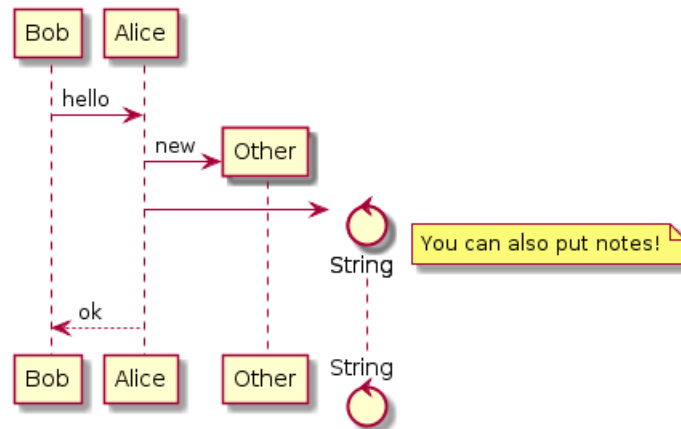 Bob Alice
hello
new Other
You can also put notes!
String
ok
Bob Alice Other String